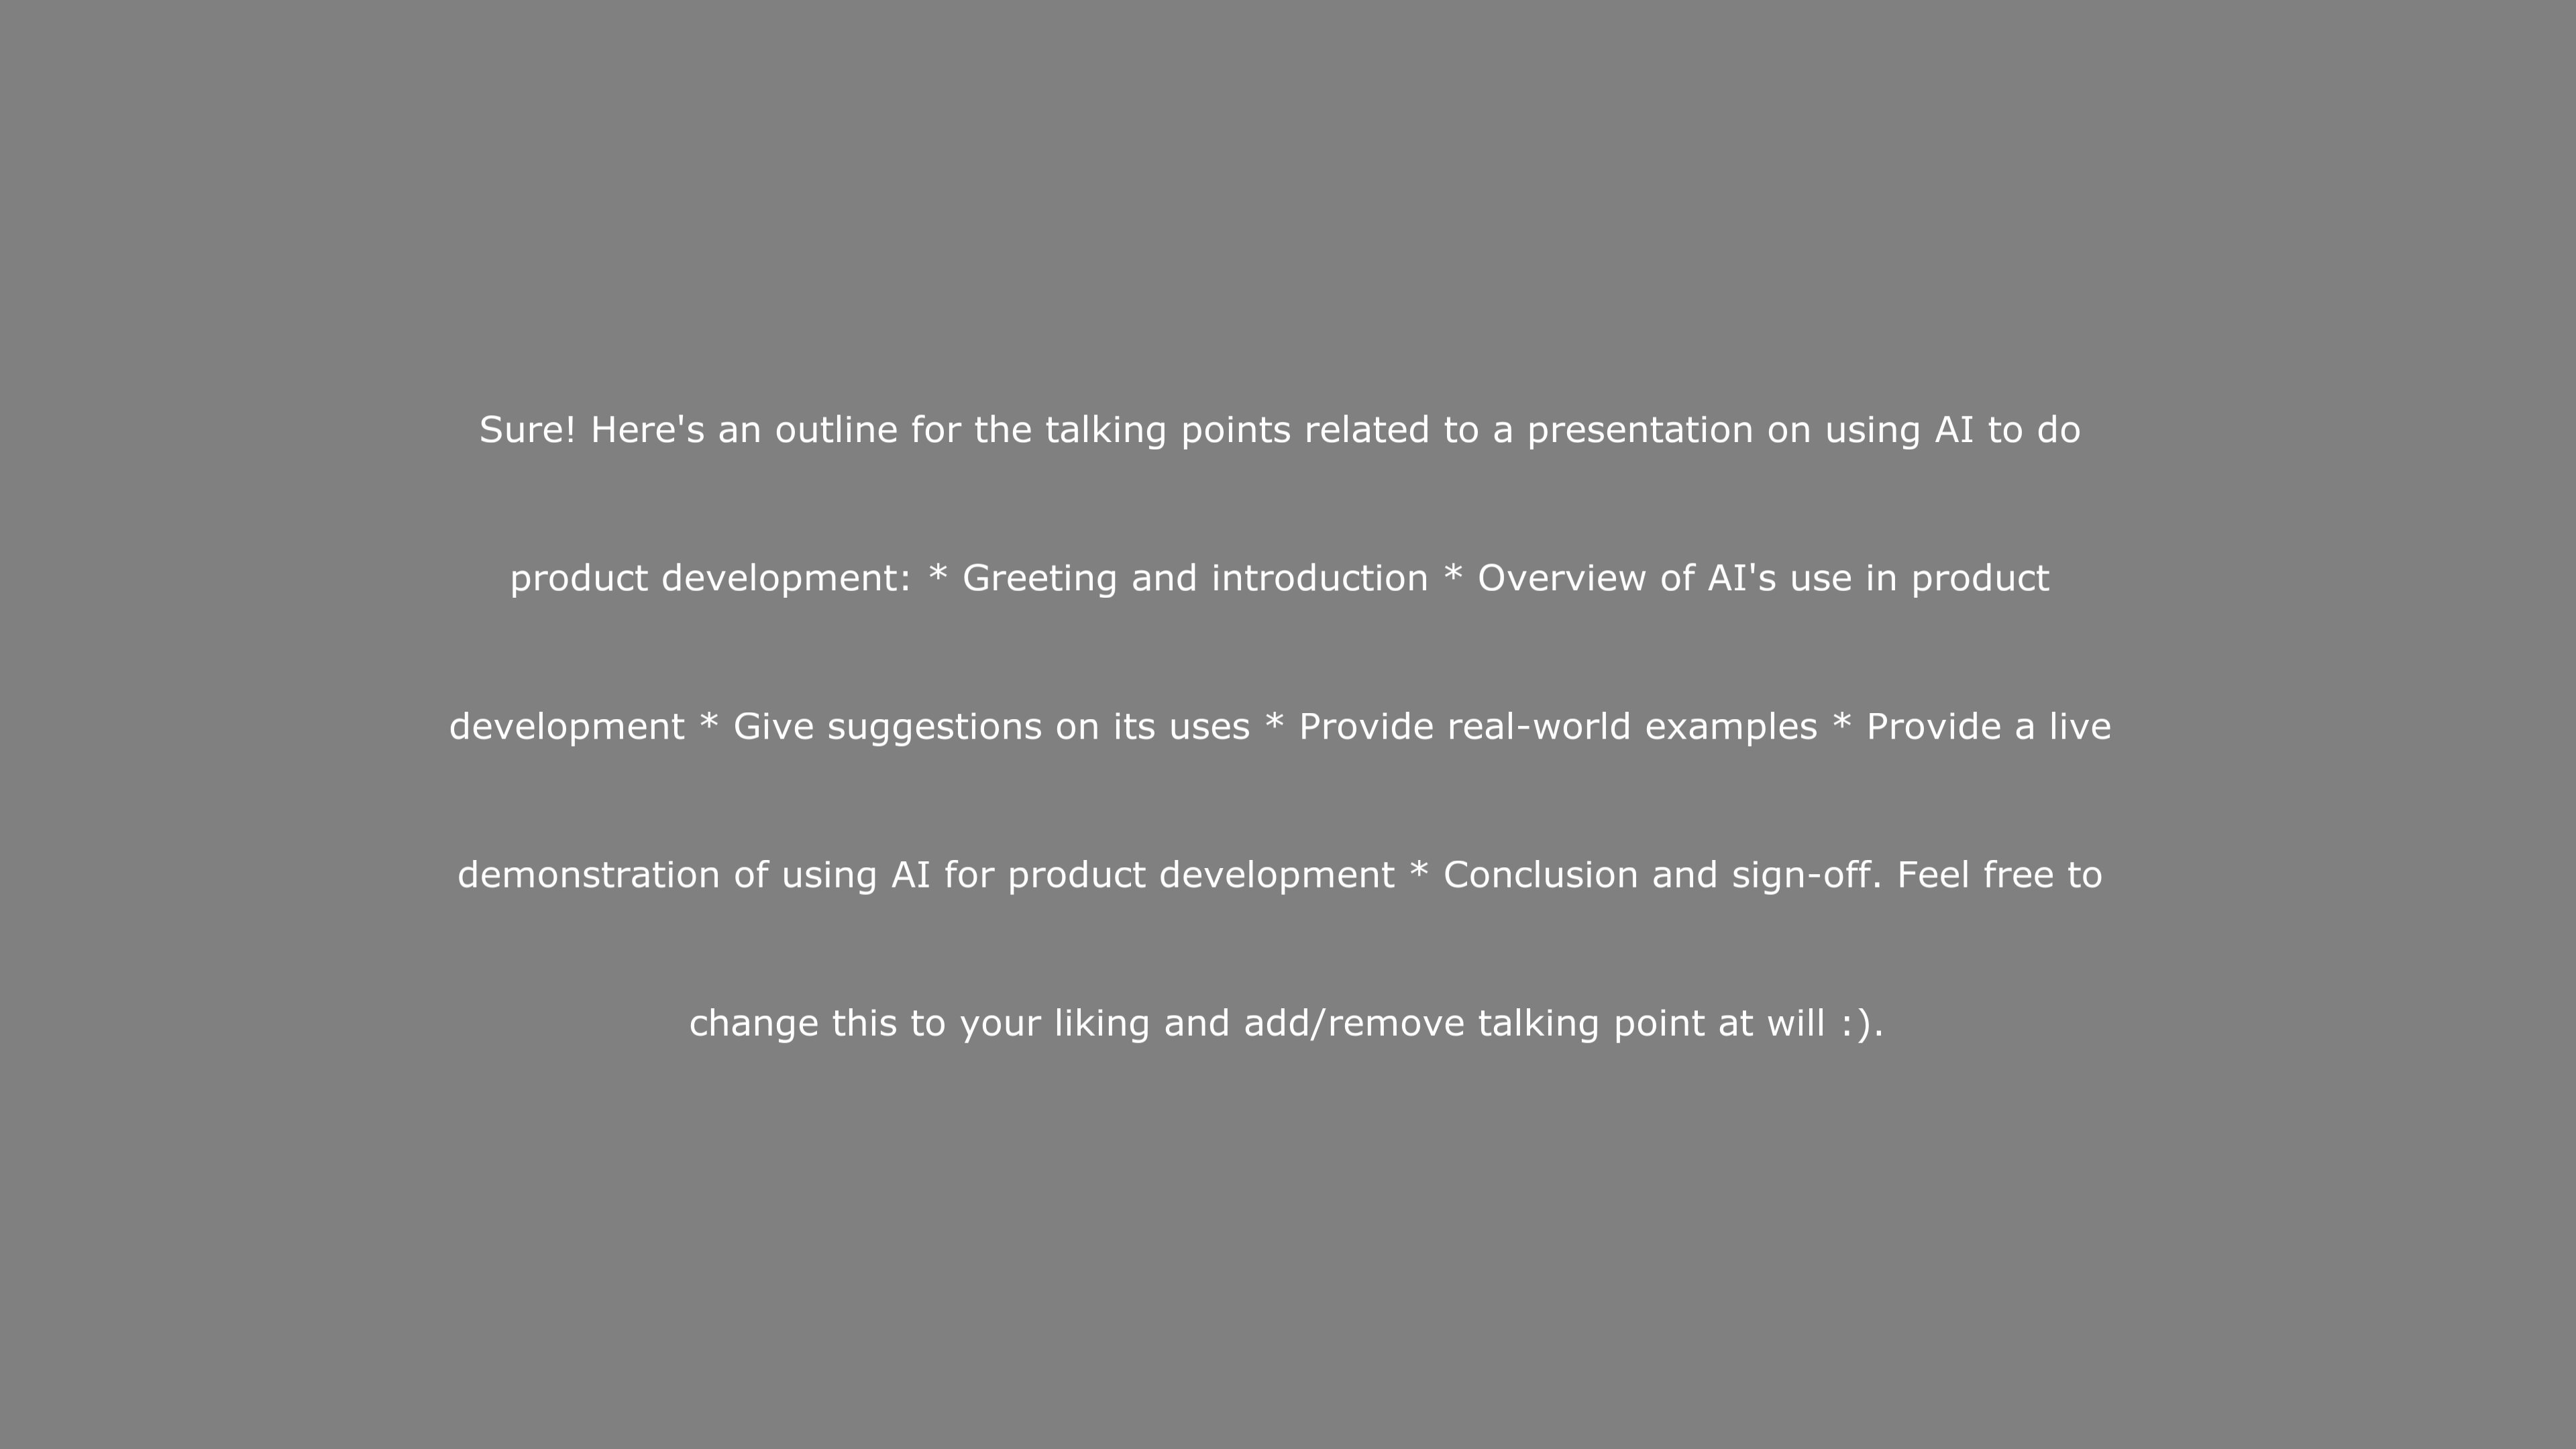 Sure! Here's an outline for the talking points related to a presentation on using AI to do
product development: * Greeting and introduction * Overview of AI's use in product
development * Give suggestions on its uses * Provide real-world examples * Provide a live
demonstration of using AI for product development * Conclusion and sign-off. Feel free to
change this to your liking and add/remove talking point at will :).